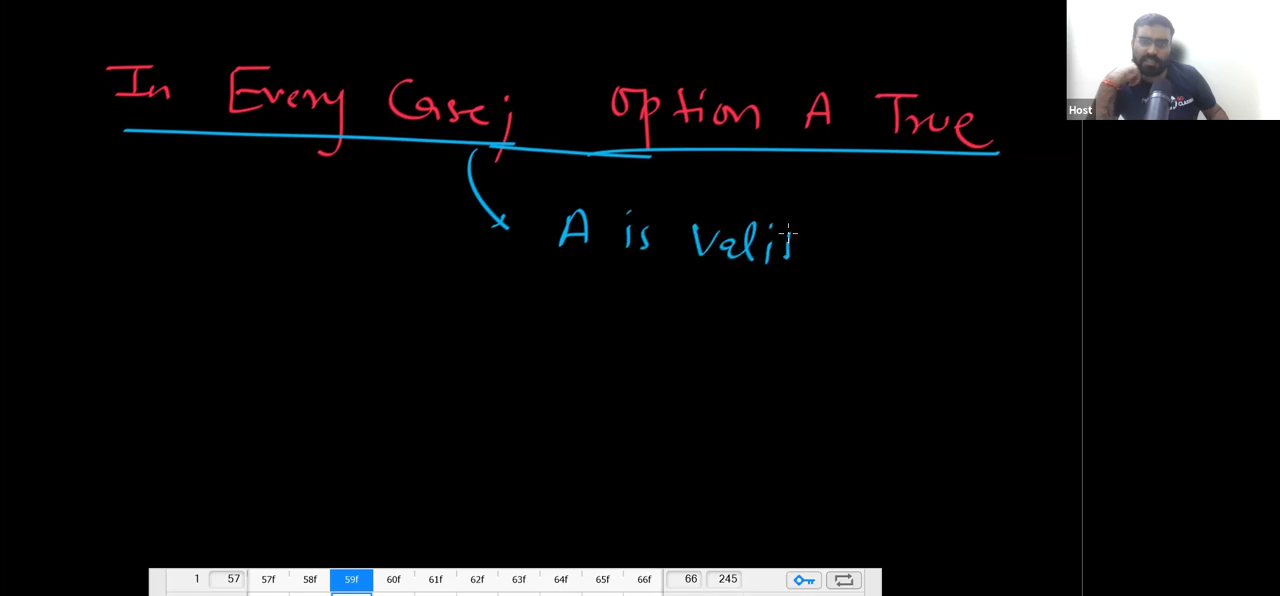 In Every Case; option A True
A is Vali
Host
1 57 57f 58f 59f 60f 61f 62f 63f 64f 65f 66f 66 245